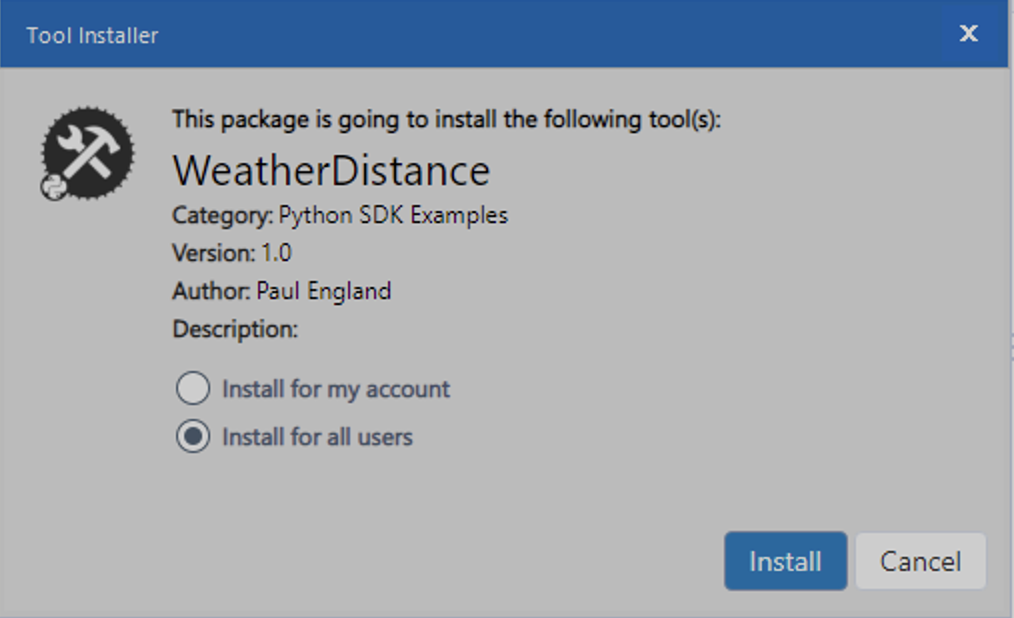 Tool Installer
X
This package is going to install the following tool(s):
WeatherDistance
Category: Python SDK Examples
Version: 1.0
Author: Paul England
Description:
Install for my account
Install for all users
Install Cancel